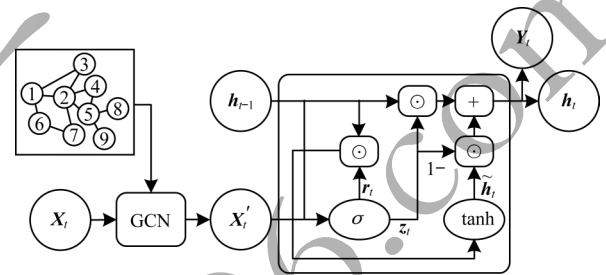 3
1
2
4
5
8
6
7
9
X_t
GCN
X_t'
h_{t-1}
⊙
+
⊙
⊙
r_t
1−
h̃_t
σ
z_t
tanh
Y_t
h_t